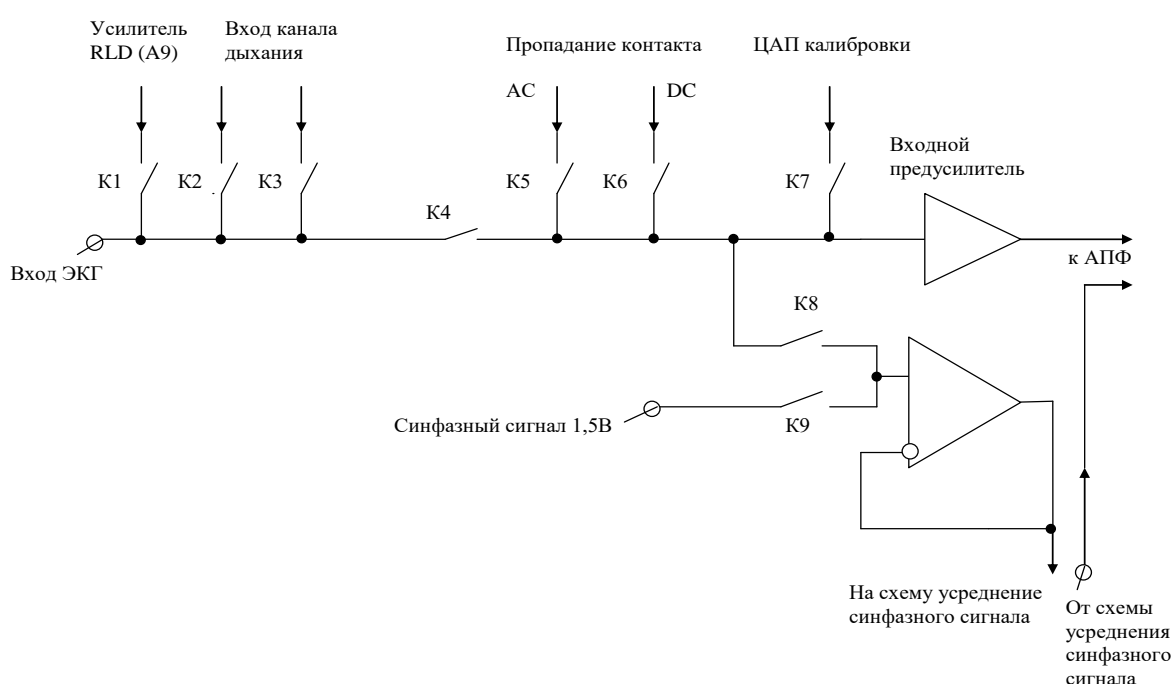 Усилитель
RLD (A9)
Вход канала
дыхания
Пропадание контакта
AC
DC
ЦАП калибровки
К1
К2
К3
К4
К5
К6
К7
Входной
предусилитель
Вход ЭКГ
к АПФ
К8
Синфазный сигнал 1,5В
К9
На схему усреднение
синфазного сигнала
От схемы
усреднения
синфазного
сигнала